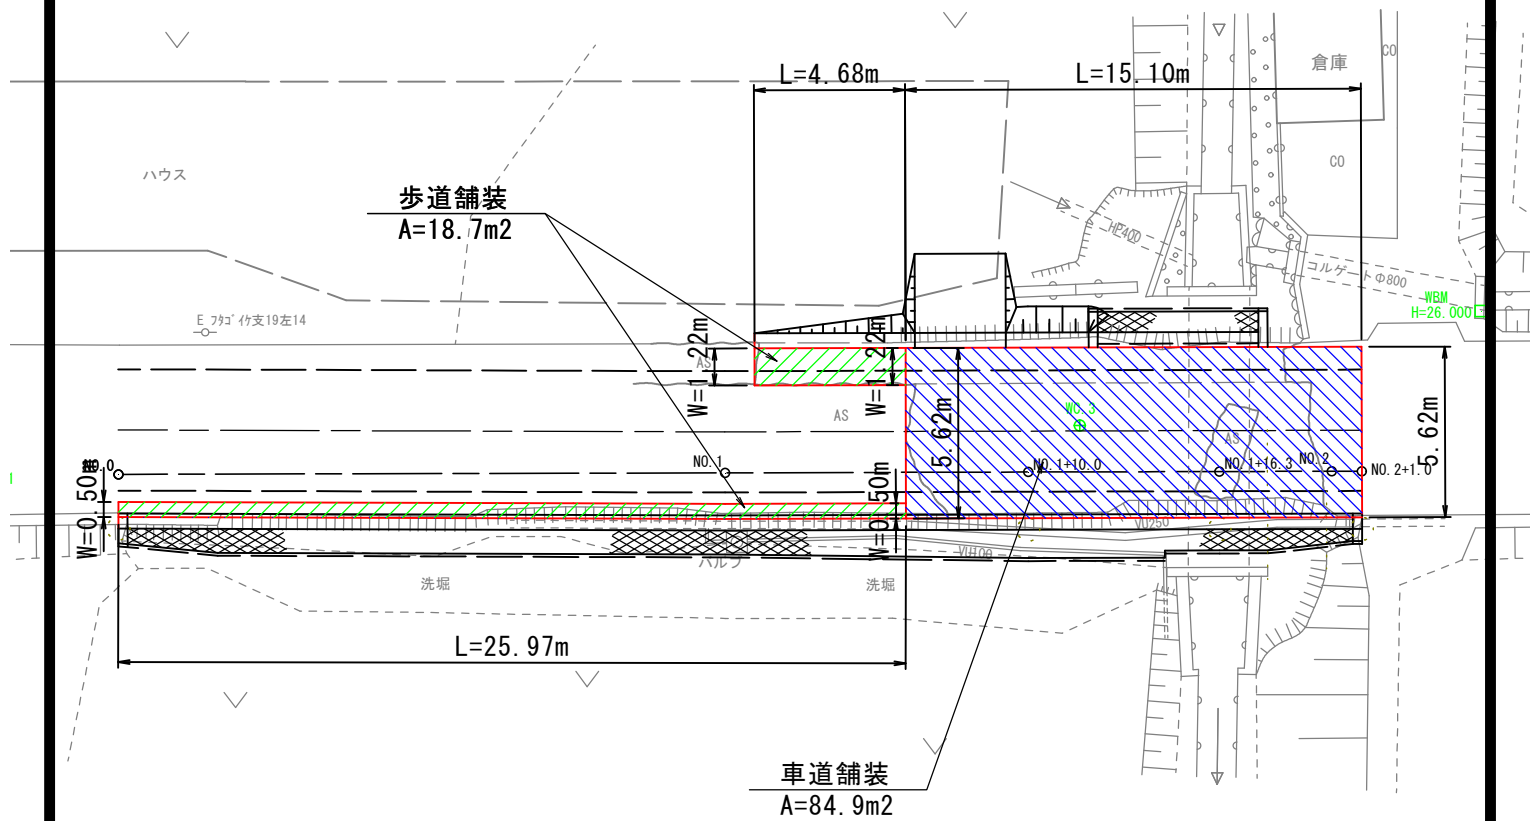 倉庫
CO
L=4.68m
L=15.10m
CO
ハウス
歩道舗装
A=18.7m2
HP400
コルゲートΦ800
WBM
H=26.000
E ﾌﾀｺﾞｲｹ支19左14
W=1.22m
W=1.22m
AS
AS
AS
5.62m
5.62m
NO.1
NO.1+10.0
NO.1+16.3
NO.2
NO.2+1.0
W=0.50m
W=0.50m
VU250
VU100
バルブ
洗堀
洗堀
L=25.97m
車道舗装
A=84.9m2